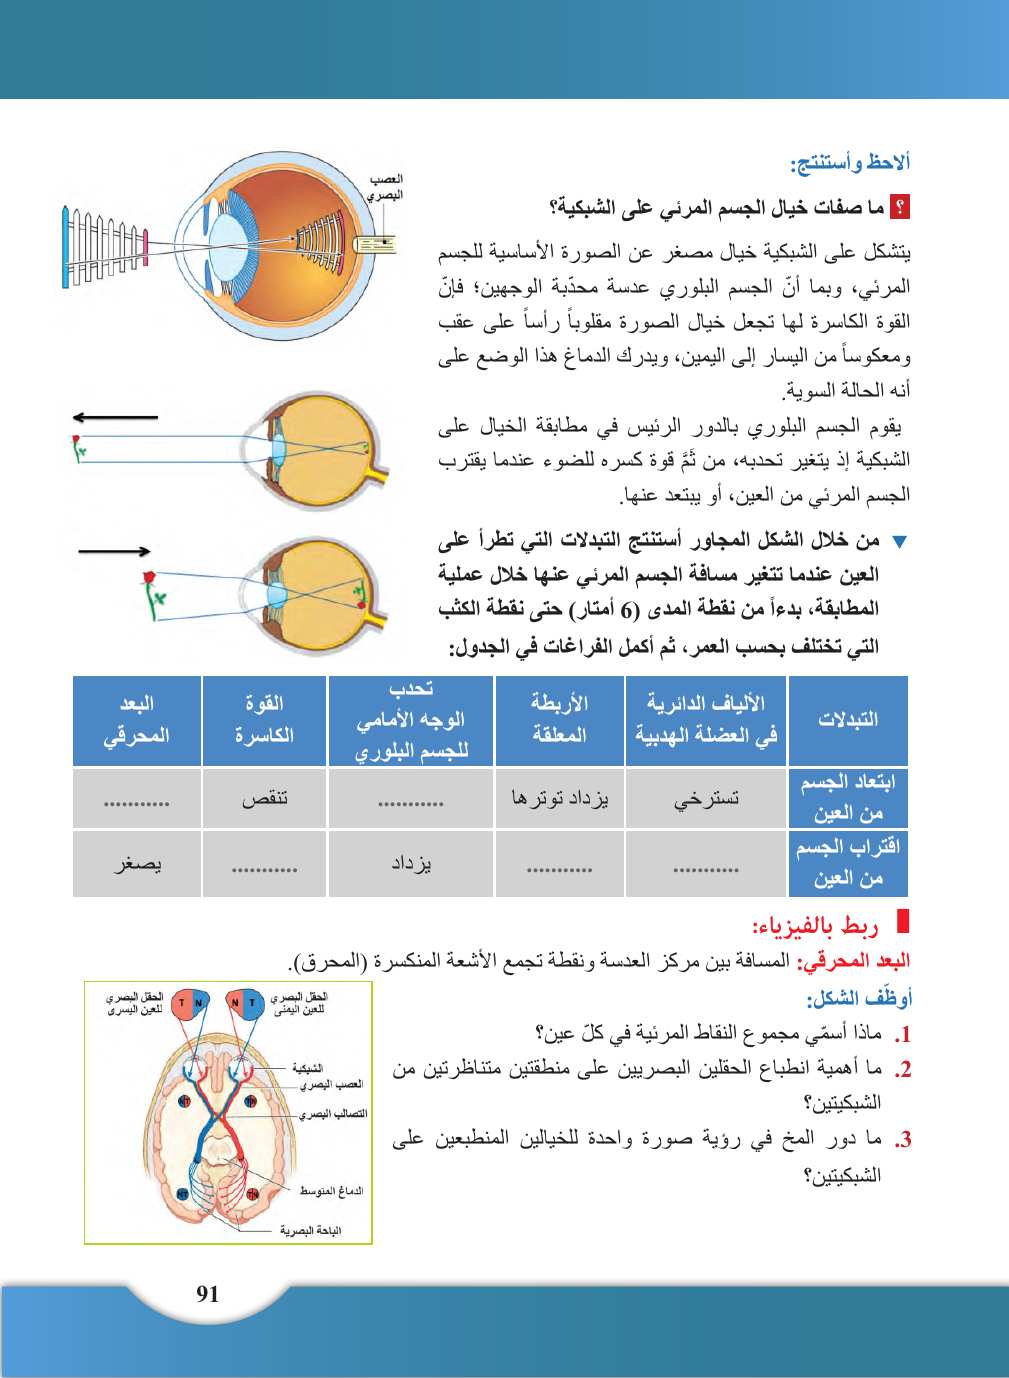 ألاحظ وأستنتج:
؟ ما صفات خيال الجسم المرئي على الشبكية؟
يتشكل على الشبكية خيال مصغر عن الصورة الأساسية للجسم
المرئي، وبما أنّ الجسم البلوري عدسة محدّبة الوجهين؛ فإنّ
القوة الكاسرة لها تجعل خيال الصورة مقلوباً رأساً على عقب
ومعكوساً من اليسار إلى اليمين، ويدرك الدماغ هذا الوضع على
أنه الحالة السوية.
يقوم الجسم البلوري بالدور الرئيس في مطابقة الخيال على
الشبكية إذ يتغير تحدبه، من ثَمَّ قوة كسره للضوء عندما يقترب
الجسم المرئي من العين، أو يبتعد عنها.
العصب
البصري
▼ من خلال الشكل المجاور أستنتج التبدلات التي تطرأ على
العين عندما تتغير مسافة الجسم المرئي عنها خلال عملية
المطابقة، بدءاً من نقطة المدى (6 أمتار) حتى نقطة الكثب
التي تختلف بحسب العمر، ثم أكمل الفراغات في الجدول:
التبدلات
الألياف الدائرية
في العضلة الهدبية
الأربطة
المعلقة
تحدب
الوجه الأمامي
للجسم البلوري
القوة
الكاسرة
البعد
المحرقي
ابتعاد الجسم
من العين
تسترخي
يزداد توترها
...........
تنقص
...........
اقتراب الجسم
من العين
...........
...........
يزداد
...........
يصغر
ربط بالفيزياء:
البعد المحرقي: المسافة بين مركز العدسة ونقطة تجمع الأشعة المنكسرة (المحرق).
أوظّف الشكل:
1. ماذا أسمّي مجموع النقاط المرئية في كلّ عين؟
2. ما أهمية انطباع الحقلين البصريين على منطقتين متناظرتين من
الشبكيتين؟
3. ما دور المخ في رؤية صورة واحدة للخيالين المنطبعين على
الشبكيتين؟
الحقل البصري
للعين اليمنى
الحقل البصري
للعين اليسرى
T N
N T
الشبكية
العصب البصري
التصالب البصري
الدماغ المتوسط
الباحة البصرية
91